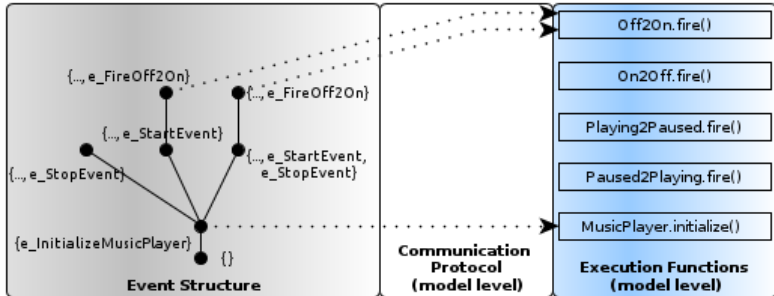 Off2On.fire()
{..., e_FireOff2On}
{..., e_FireOff2On}
On2Off.fire()
{..., e_StartEvent}
Playing2Paused.fire()
{..., e_StartEvent,
e_StopEvent}
{..., e_StopEvent}
Paused2Playing.fire()
MusicPlayer.initialize()
{e_InitializeMusicPlayer}
{}
Event Structure
Communication
Protocol
(model level)
Execution Functions
(model level)